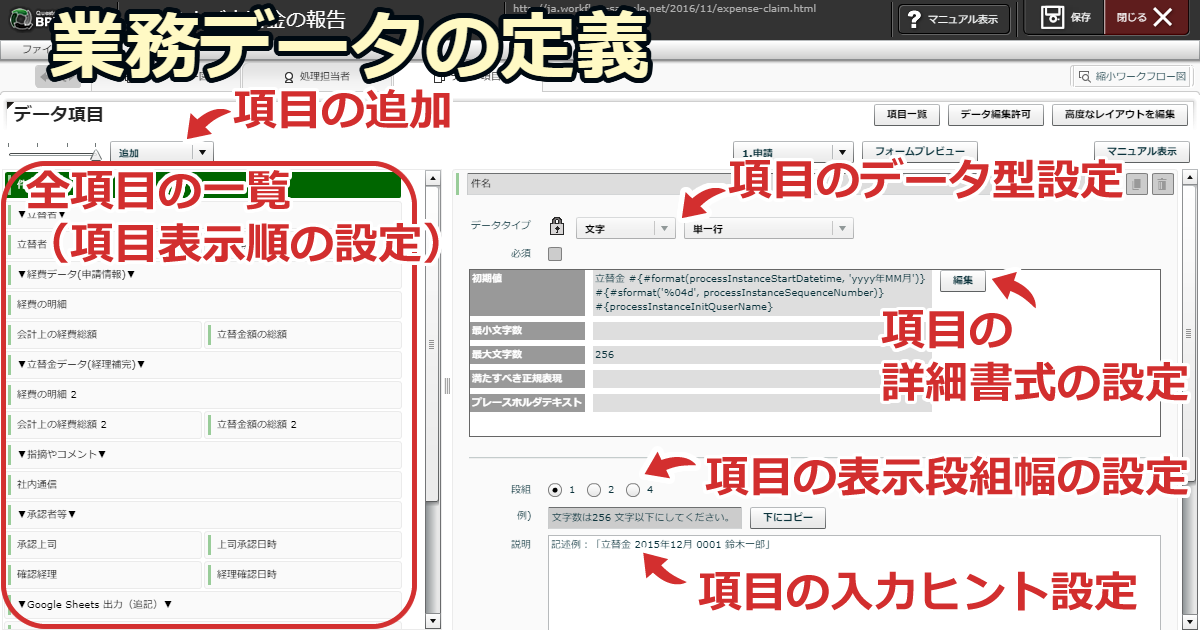 http://ja.workfl
ple.net/2016/11/expense-claim.html
金の報告
? マニュアル表示
保存
閉じる
業務データの定義
処理担当者
縮小ワークフロー図
データ項目
項目の追加
項目一覧
データ編集許可
高度なレイアウトを編集
追加
1.申請
フォームプレビュー
マニュアル表示
全項目の一覧
(項目表示順の設定)
▼立替者▼
立替者
▼経費データ(申請情報)▼
経費の明細
会計上の経費総額
立替金額の総額
▼立替金データ(経理補完)▼
経費の明細 2
会計上の経費総額 2
立替金額の総額 2
▼指摘やコメント▼
社内通信
▼承認者等▼
承認上司
上司承認日時
確認経理
経理確認日時
▼Google Sheets 出力（追記）▼
件名
項目のデータ型設定
データタイプ
文字
単一行
必須
初期値
立替金 #{#format(processInstanceStartDatetime, 'yyyy年MM月')}
#{#sformat('%04d', processInstanceSequenceNumber)}
#{processInstanceInitQuserName}
編集
最小文字数
最大文字数
256
満たすべき正規表現
プレースホルダテキスト
項目の
詳細書式の設定
項目の表示段組幅の設定
段組
1
2
4
例)
文字数は256 文字以下にしてください。
下にコピー
説明
記述例：「立替金 2015年12月 0001 鈴木一郎」
項目の入力ヒント設定